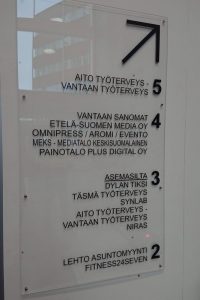 AITO TYÖTERVEYS -
VANTAAN TYÖTERVEYS 5
VANTAAN SANOMAT 4
ETELÄ-SUOMEN MEDIA OY
OMNIPRESS / AROMI / EVENTO
MEKS - MEDIATALO KESKISUOMALAINEN
PAINOTALO PLUS DIGITAL OY
ASEMASILTA 3
DYLAN TIKSI
TÄSMÄ TYÖTERVEYS
SYNLAB
AITO TYÖTERVEYS -
VANTAAN TYÖTERVEYS
NIRAS
LEHTO ASUNTOMYYNTI 2
FITNESS24SEVEN